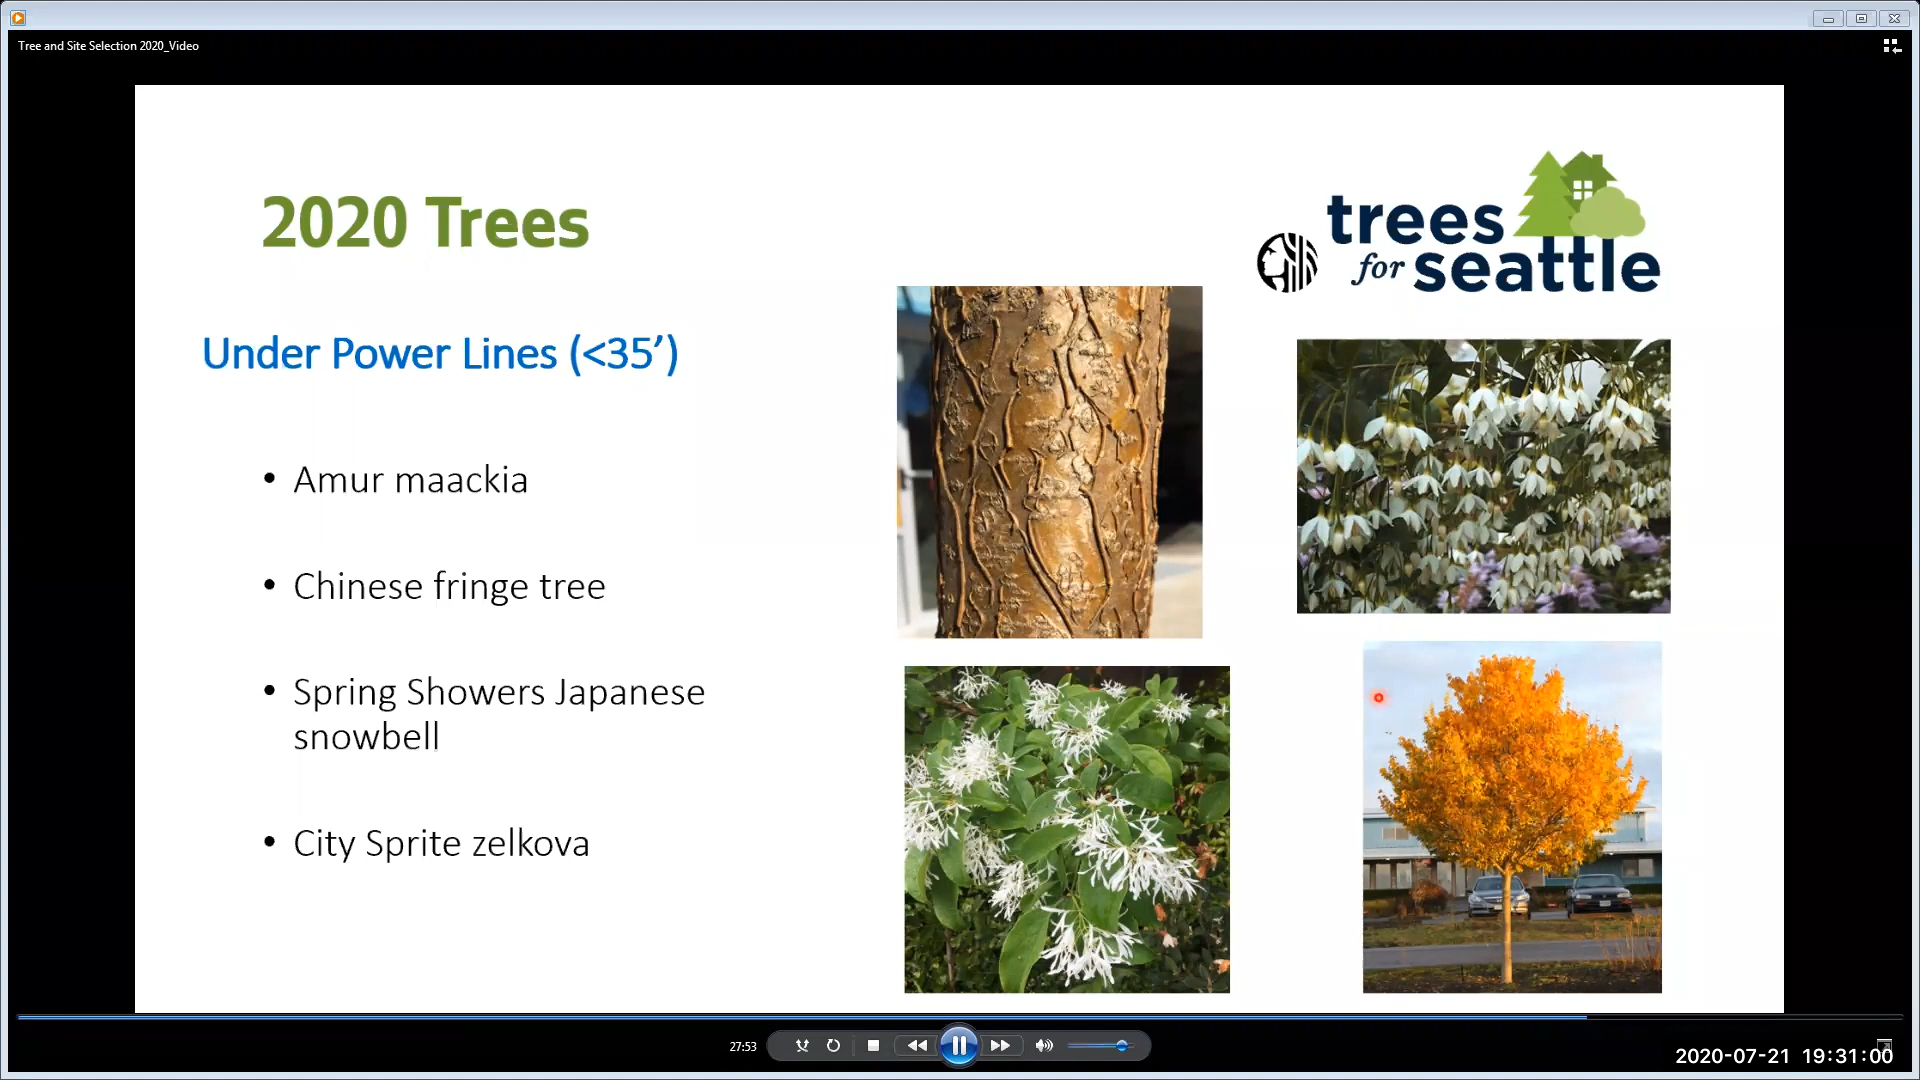 Tree and Site Selection 2020_Video
2020 Trees
trees
for seattle
Under Power Lines (<35’)
• Amur maackia
• Chinese fringe tree
• Spring Showers Japanese
snowbell
• City Sprite zelkova
27:53
2020-07-21 19:31:00